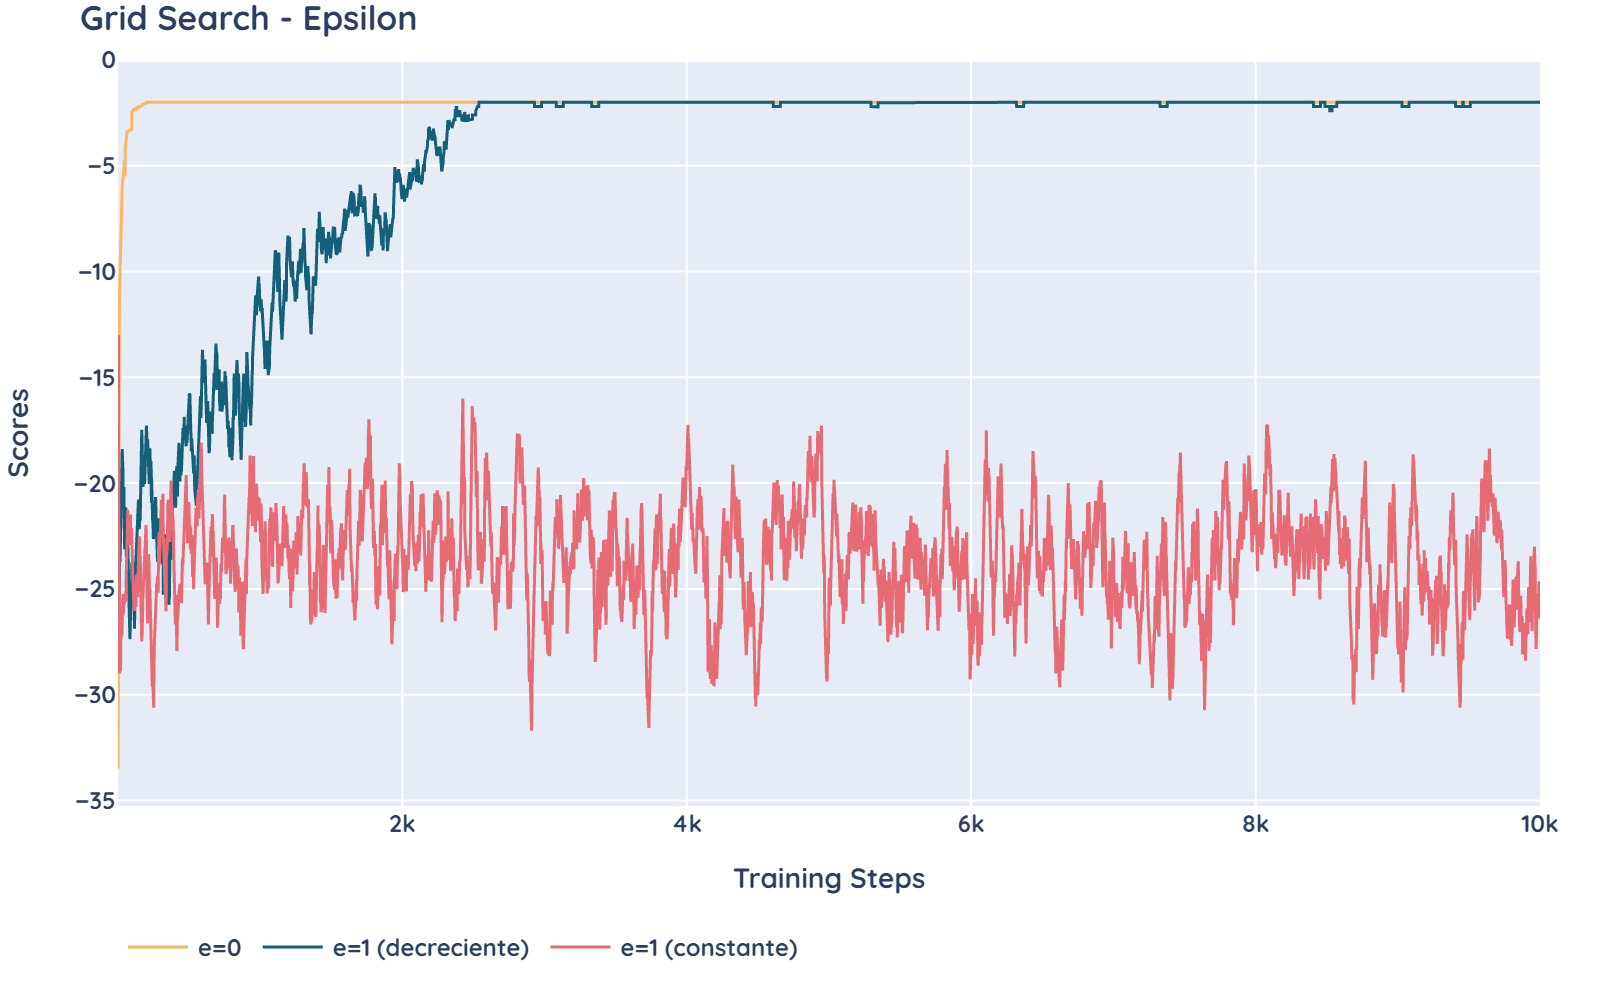 Grid Search - Epsilon
0
−5
−10
−15
−20
−25
−30
−35
Scores
2k 4k 6k 8k 10k
Training Steps
e=0 e=1 (decreciente) e=1 (constante)